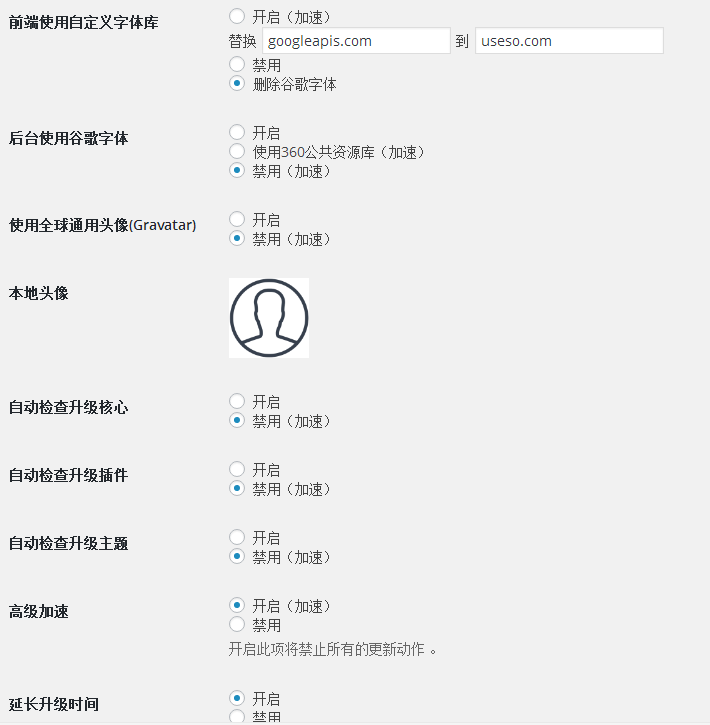 前端使用自定义字体库
开启（加速）
替换 googleapis.com 到 useso.com
禁用
删除谷歌字体
后台使用谷歌字体
开启
使用360公共资源库（加速）
禁用（加速）
使用全球通用头像(Gravatar)
开启
禁用（加速）
本地头像
自动检查升级核心
开启
禁用（加速）
自动检查升级插件
开启
禁用（加速）
自动检查升级主题
开启
禁用（加速）
高级加速
开启（加速）
禁用
开启此项将禁止所有的更新动作 。
延长升级时间
开启
禁用